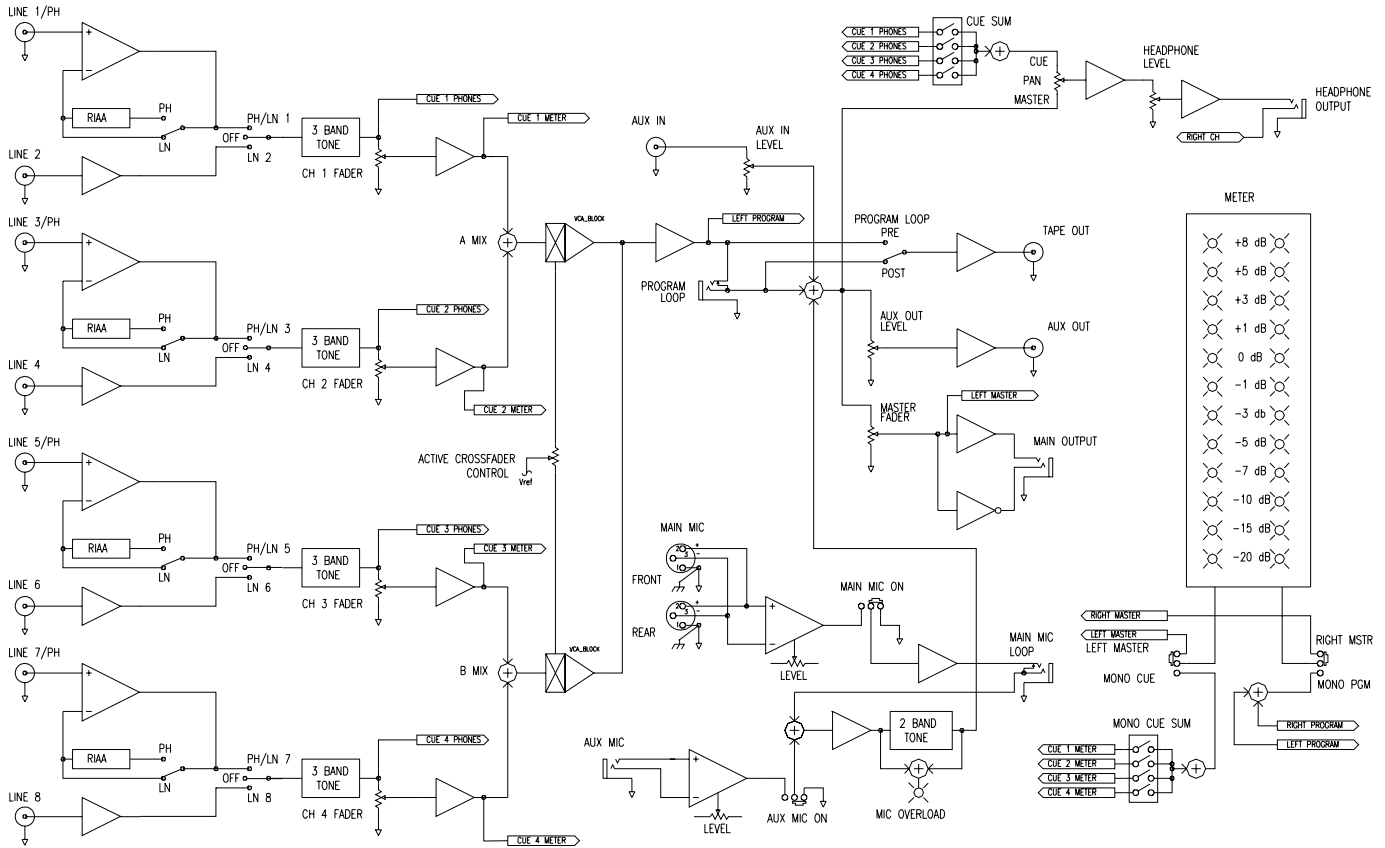 LINE 1/PH
+
−
RIAA
PH
LN
PH/LN 1
OFF
LN 2
LINE 2
3 BAND
TONE
CH 1 FADER
CUE 1 PHONES
CUE 1 METER
LINE 3/PH
+
−
RIAA
PH
LN
PH/LN 3
OFF
LN 4
LINE 4
3 BAND
TONE
CH 2 FADER
CUE 2 PHONES
CUE 2 METER
A MIX
VCA_BLOCK
ACTIVE CROSSFADER
CONTROL
Vref
LINE 5/PH
+
−
RIAA
PH
LN
PH/LN 5
OFF
LN 6
LINE 6
3 BAND
TONE
CH 3 FADER
CUE 3 PHONES
CUE 3 METER
B MIX
VCA_BLOCK
LINE 7/PH
+
−
RIAA
PH
LN
PH/LN 7
OFF
LN 8
LINE 8
3 BAND
TONE
CH 4 FADER
CUE 4 PHONES
CUE 4 METER
CUE 1 PHONES
CUE 2 PHONES
CUE 3 PHONES
CUE 4 PHONES
CUE SUM
CUE
PAN
MASTER
HEADPHONE
LEVEL
HEADPHONE
OUTPUT
RIGHT CH
AUX IN
AUX IN
LEVEL
LEFT PROGRAM
PROGRAM LOOP
PRE
POST
TAPE OUT
PROGRAM
LOOP
AUX OUT
LEVEL
AUX OUT
MASTER
FADER
LEFT MASTER
MAIN OUTPUT
MAIN MIC
2
3
1
+
−
FRONT
2
3
1
+
−
REAR
+
−
LEVEL
MAIN MIC ON
MAIN MIC
LOOP
AUX MIC
+
−
LEVEL
AUX MIC ON
2 BAND
TONE
MIC OVERLOAD
METER
+8 dB
+5 dB
+3 dB
+1 dB
0 dB
−1 dB
−3 db
−5 dB
−7 dB
−10 dB
−15 dB
−20 dB
RIGHT MASTER
LEFT MASTER
LEFT MASTER
RIGHT MSTR
MONO CUE
MONO PGM
RIGHT PROGRAM
LEFT PROGRAM
MONO CUE SUM
CUE 1 METER
CUE 2 METER
CUE 3 METER
CUE 4 METER